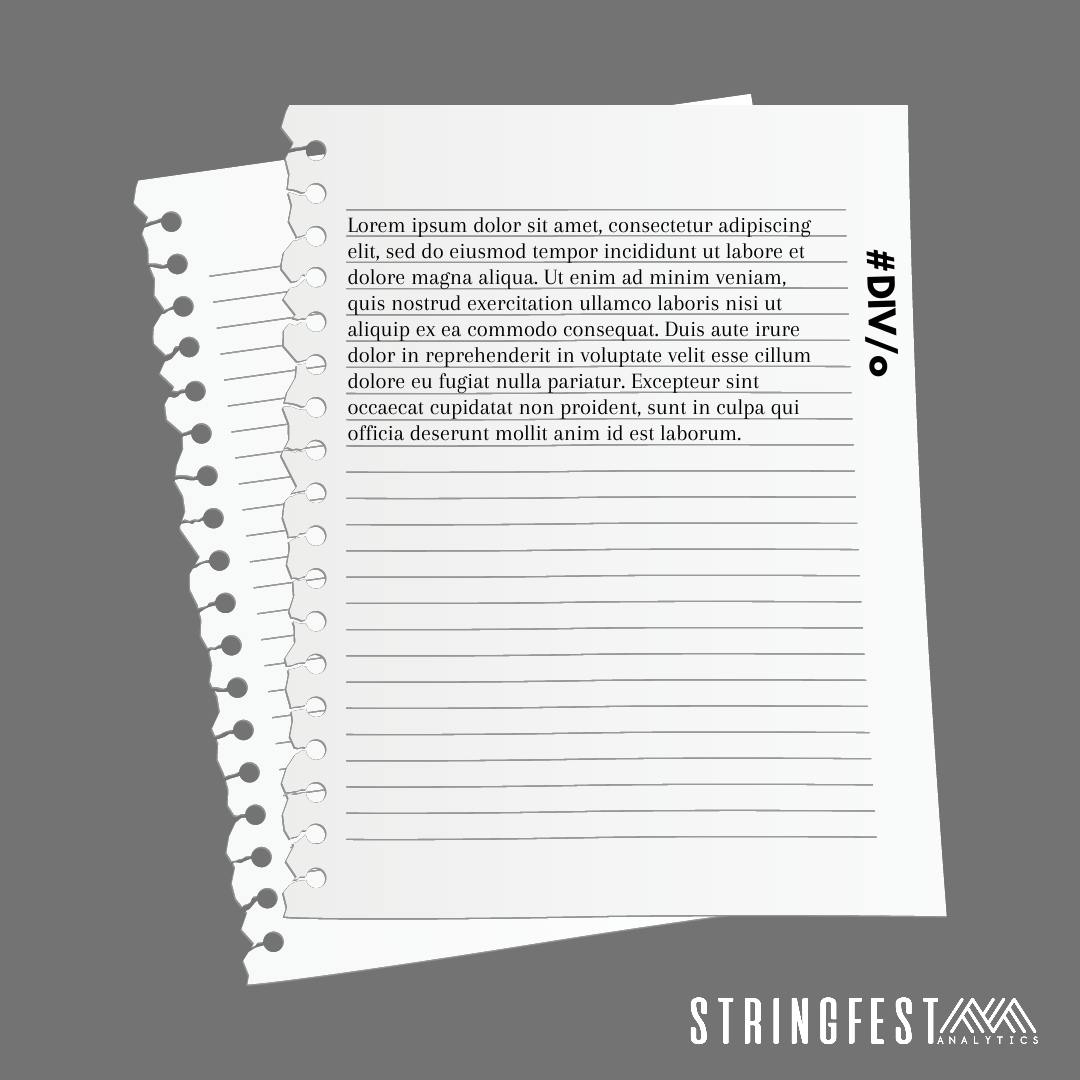 Lorem ipsum dolor sit amet, consectetur adipiscing
elit, sed do eiusmod tempor incididunt ut labore et
dolore magna aliqua. Ut enim ad minim veniam,
quis nostrud exercitation ullamco laboris nisi ut
aliquip ex ea commodo consequat. Duis aute irure
dolor in reprehenderit in voluptate velit esse cillum
dolore eu fugiat nulla pariatur. Excepteur sint
occaecat cupidatat non proident, sunt in culpa qui
officia deserunt mollit anim id est laborum.
#DIV/0
STRINGFEST
ANALYTICS